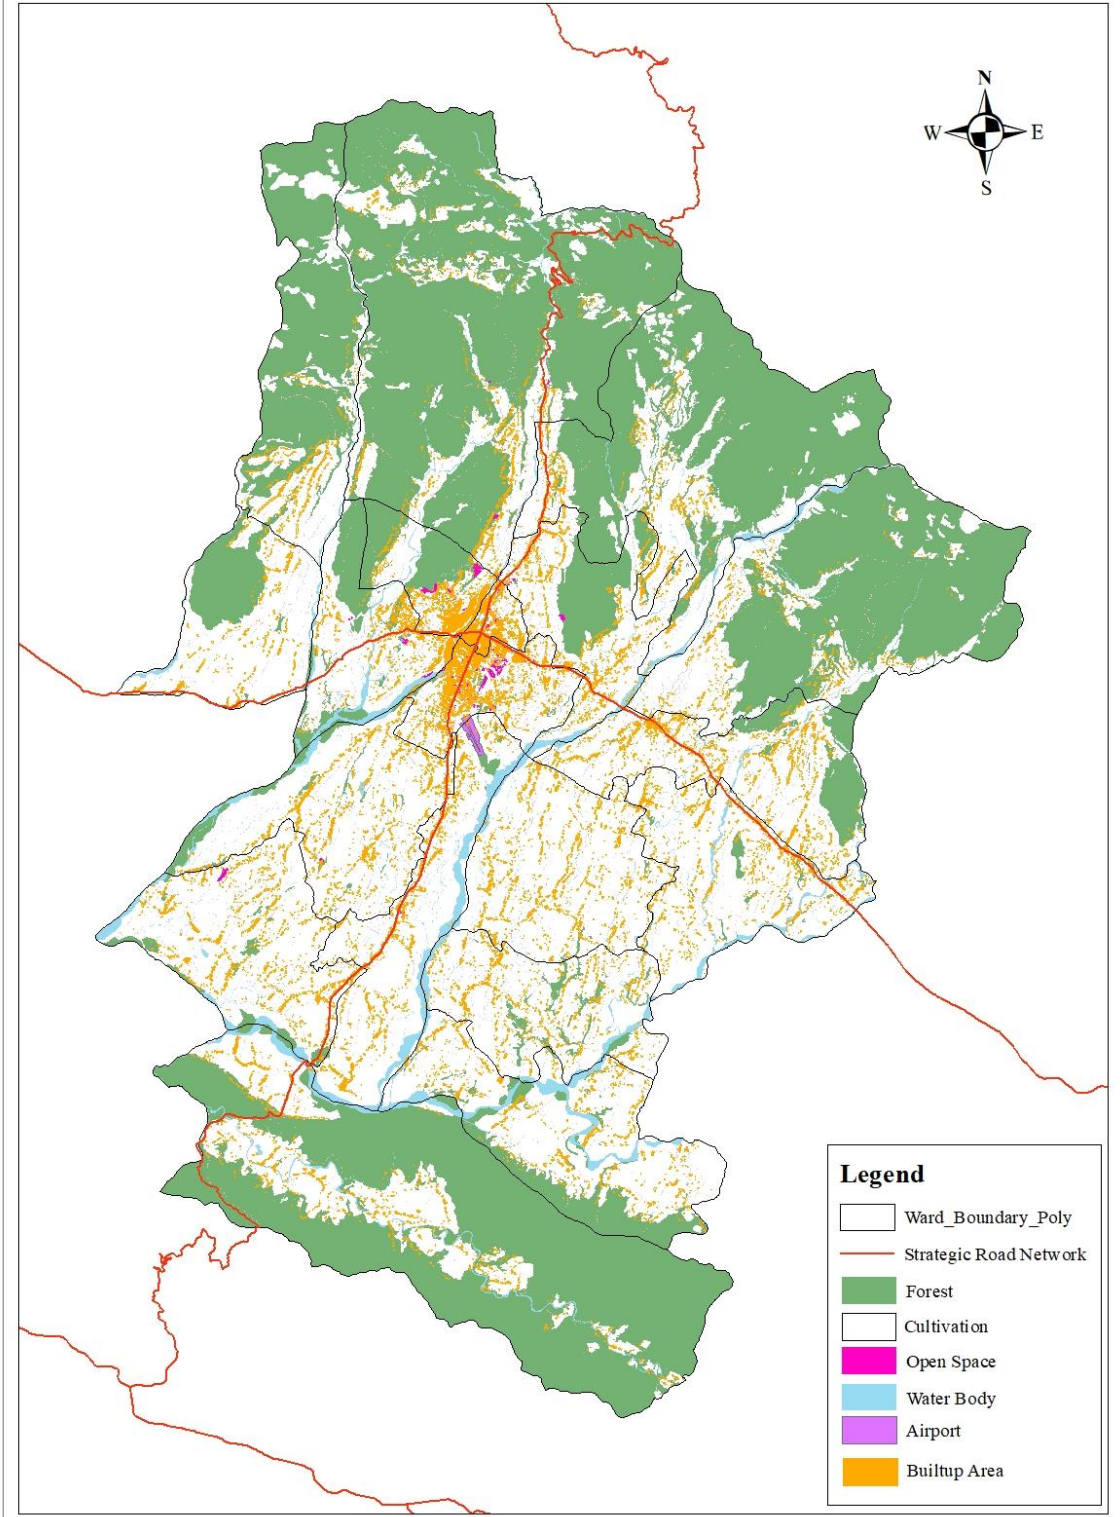 N
W E
S
Legend
Ward_Boundary_Poly
Strategic Road Network
Forest
Cultivation
Open Space
Water Body
Airport
Builtup Area